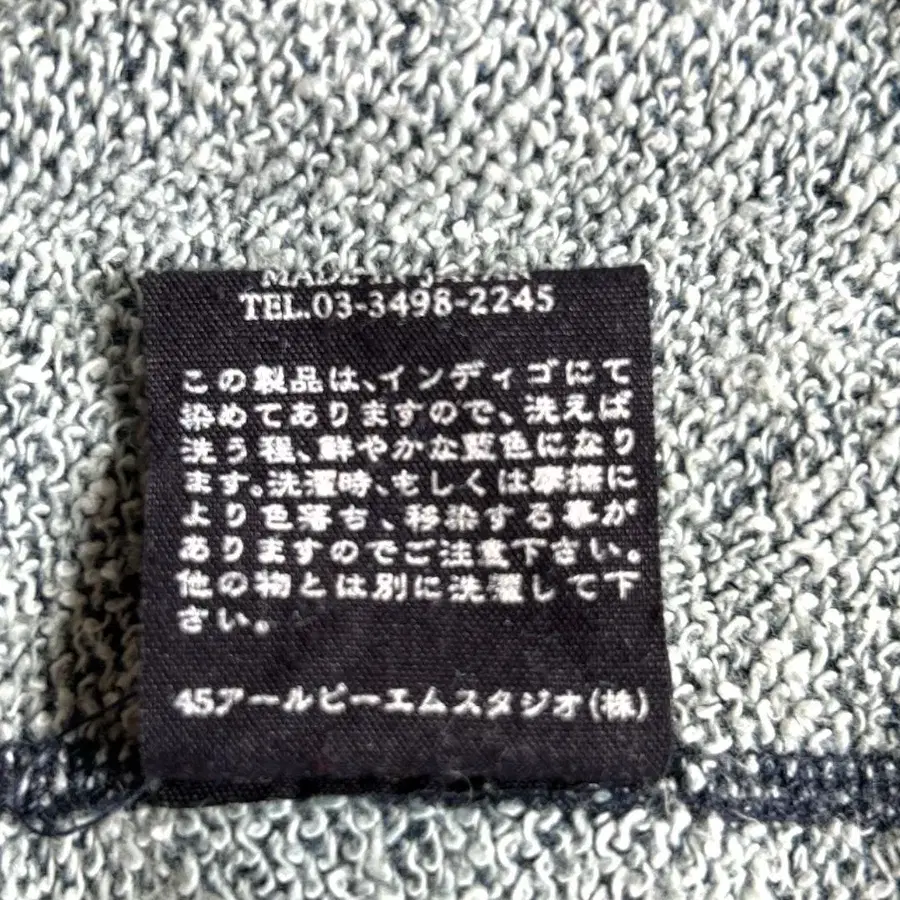 MADE IN JAPAN
TEL.03-3498-2245
この製品は、インディゴにて
染めてありますので、洗えば
洗う程、鮮やかな藍色になり
ます。洗濯時、もしくは摩擦に
より色落ち、移染する事が
ありますのでご注意下さい。
他の物とは別に洗濯して下
さい。
45アールピーエムスタジオ(株)